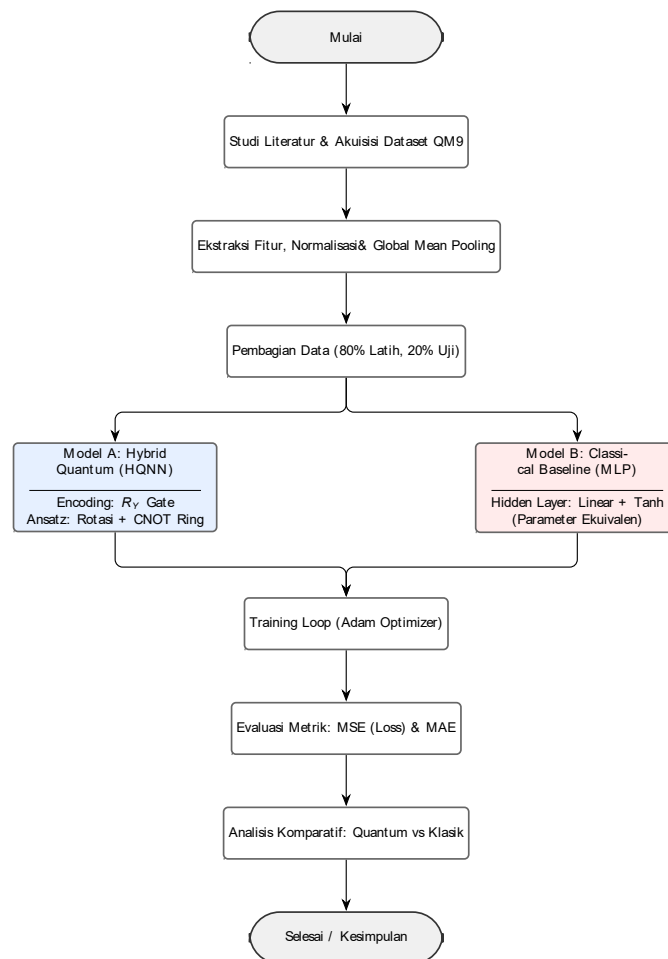 Mulai
Studi Literatur & Akuisisi Dataset QM9
Ekstraksi Fitur, Normalisasi& Global Mean Pooling
Pembagian Data (80% Latih, 20% Uji)
Model A: Hybrid
Quantum (HQNN)
Encoding: R_Y Gate
Ansatz: Rotasi + CNOT Ring
Model B: Classi-
cal Baseline (MLP)
Hidden Layer: Linear + Tanh
(Parameter Ekuivalen)
Training Loop (Adam Optimizer)
Evaluasi Metrik: MSE (Loss) & MAE
Analisis Komparatif: Quantum vs Klasik
Selesai / Kesimpulan